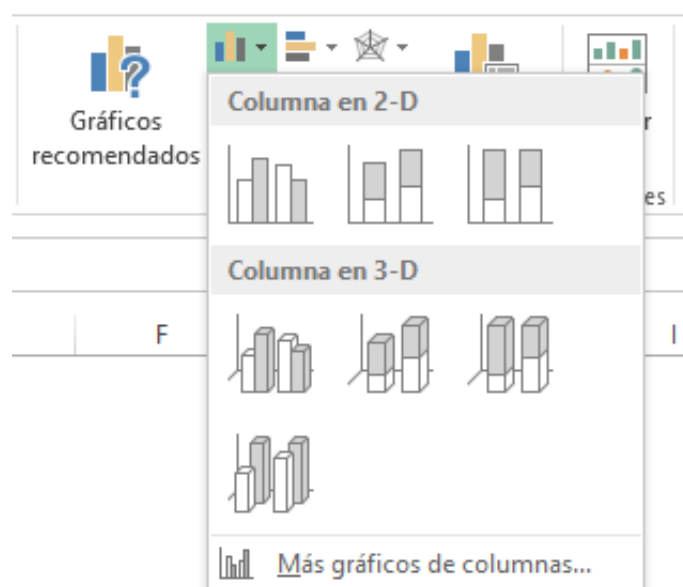 Gráficos
recomendados
Columna en 2-D
Columna en 3-D
F
I
Más gráficos de columnas...